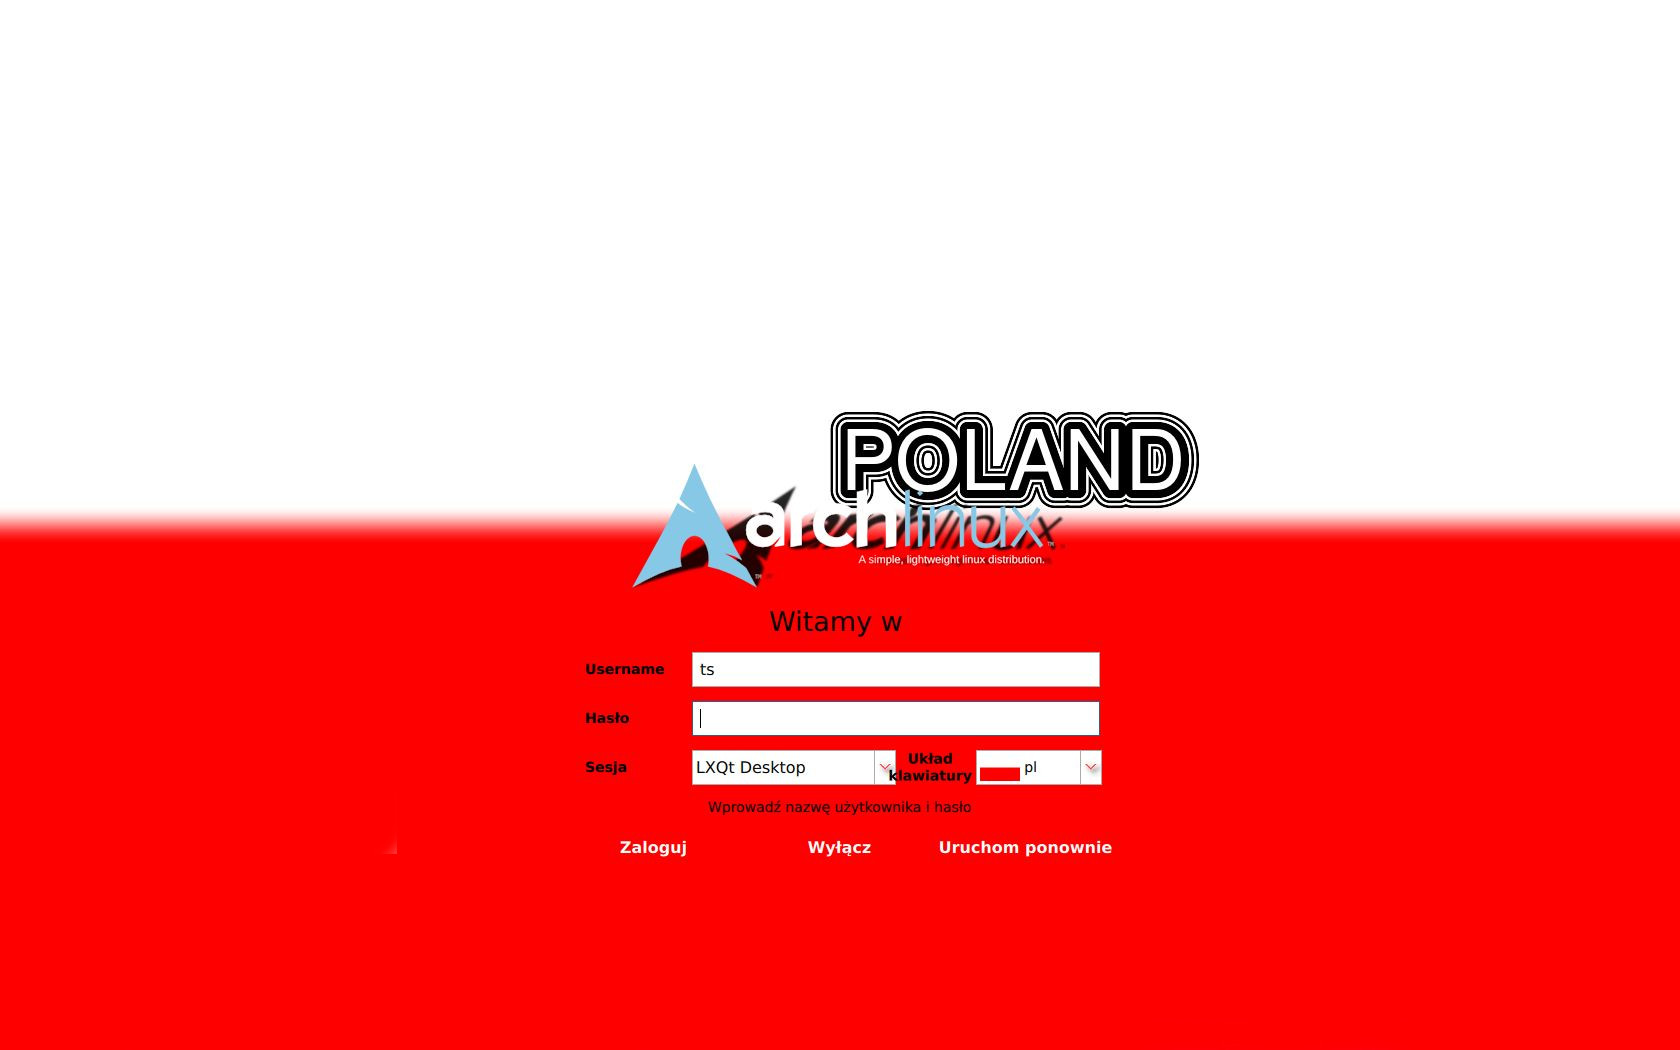 POLAND
archlinux™
A simple, lightweight linux distribution.
™
Witamy w
Username ts
Hasło
Sesja LXQt Desktop Układ klawiatury pl
Wprowadź nazwę użytkownika i hasło
Zaloguj Wyłącz Uruchom ponownie